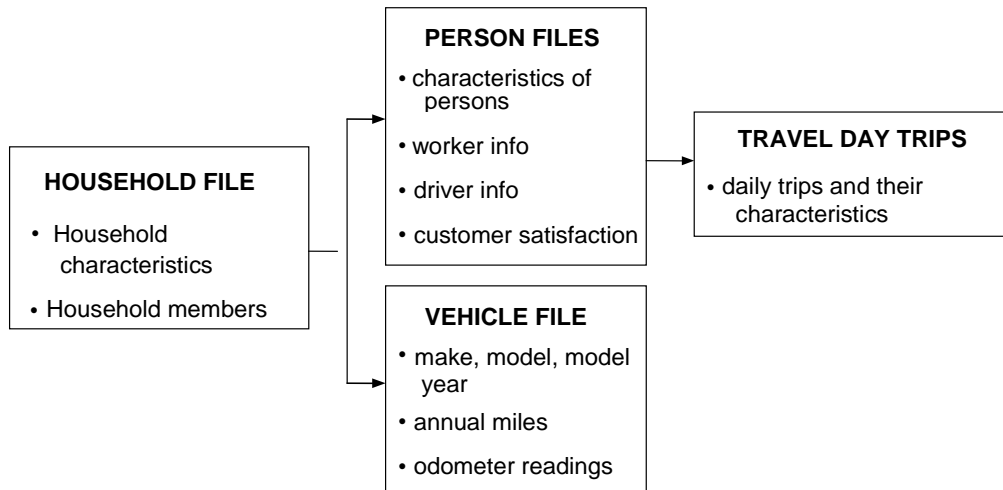 HOUSEHOLD FILE
• Household
characteristics
• Household members
PERSON FILES
• characteristics of
persons
• worker info
• driver info
• customer satisfaction
VEHICLE FILE
• make, model, model
year
• annual miles
• odometer readings
TRAVEL DAY TRIPS
• daily trips and their
characteristics